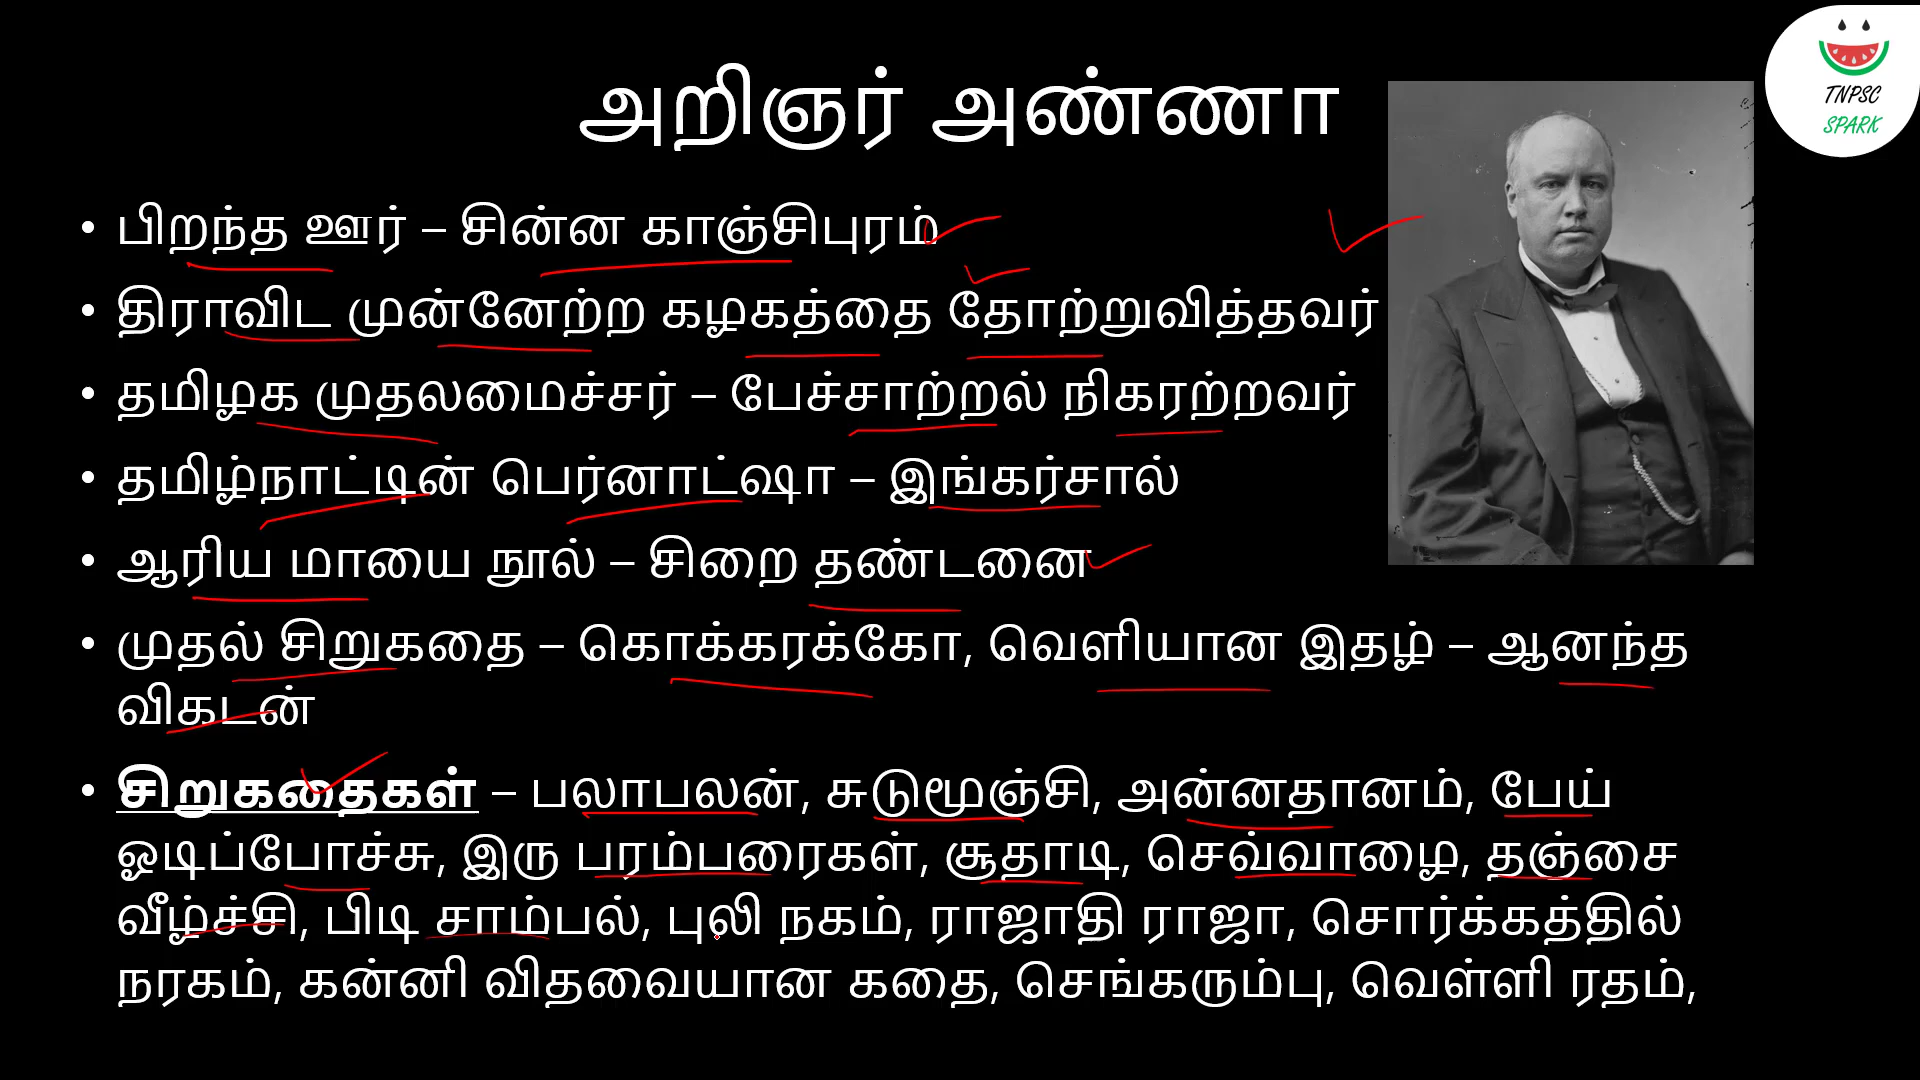 அறிஞர் அண்ணா
TNPSC
SPARK
• பிறந்த ஊர் – சின்ன காஞ்சிபுரம்
• திராவிட முன்னேற்ற கழகத்தை தோற்றுவித்தவர்
• தமிழக முதலமைச்சர் – பேச்சாற்றல் நிகரற்றவர்
• தமிழ்நாட்டின் பெர்னாட்ஷா – இங்கர்சால்
• ஆரிய மாயை நூல் – சிறை தண்டனை
• முதல் சிறுகதை – கொக்கரக்கோ, வெளியான இதழ் – ஆனந்த
விகடன்
• சிறுகதைகள் – பலாபலன், சுடுமூஞ்சி, அன்னதானம், பேய்
ஓடிப்போச்சு, இரு பரம்பரைகள், சூதாடி, செவ்வாழை, தஞ்சை
வீழ்ச்சி, பிடி சாம்பல், புலி நகம், ராஜாதி ராஜா, சொர்க்கத்தில்
நரகம், கன்னி விதவையான கதை, செங்கரும்பு, வெள்ளி ரதம்,